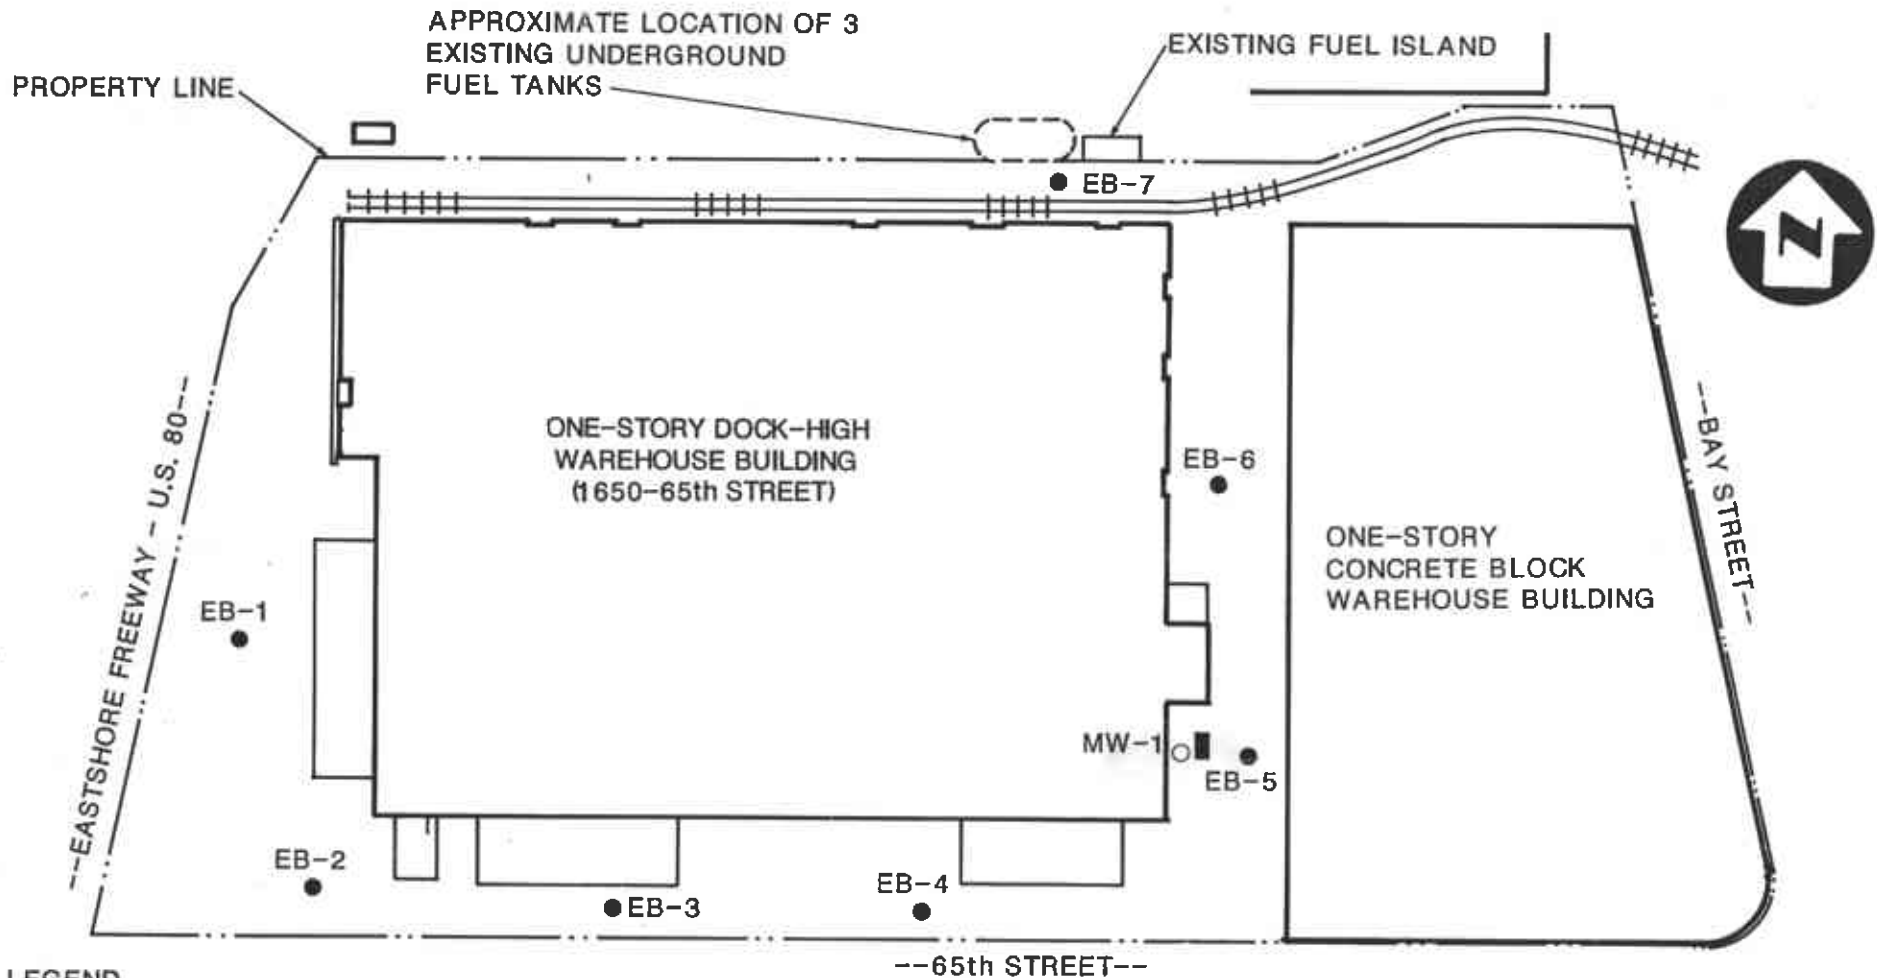 APPROXIMATE LOCATION OF 3
EXISTING UNDERGROUND
FUEL TANKS
EXISTING FUEL ISLAND
PROPERTY LINE
EB-7
N
ONE-STORY DOCK-HIGH
WAREHOUSE BUILDING
(1650-65th STREET)
EB-6
--EASTSHORE FREEWAY - U.S. 80--
--BAY STREET--
ONE-STORY
CONCRETE BLOCK
WAREHOUSE BUILDING
EB-1
MW-1
EB-5
EB-2
EB-3
EB-4
--65th STREET--
LEGEND